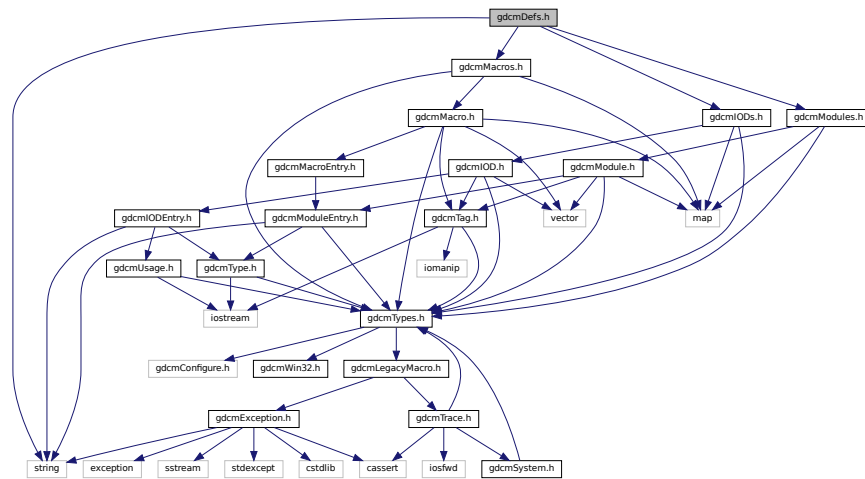 gdcmDefs.h
gdcmMacros.h
gdcmMacro.h
gdcmIODs.h
gdcmModules.h
gdcmMacroEntry.h
gdcmIOD.h
gdcmModule.h
gdcmIODEntry.h
gdcmModuleEntry.h
gdcmTag.h
vector
map
gdcmUsage.h
gdcmType.h
iomanip
iostream
gdcmTypes.h
gdcmConfigure.h
gdcmWin32.h
gdcmLegacyMacro.h
gdcmException.h
gdcmTrace.h
string
exception
sstream
stdexcept
cstdlib
cassert
iosfwd
gdcmSystem.h